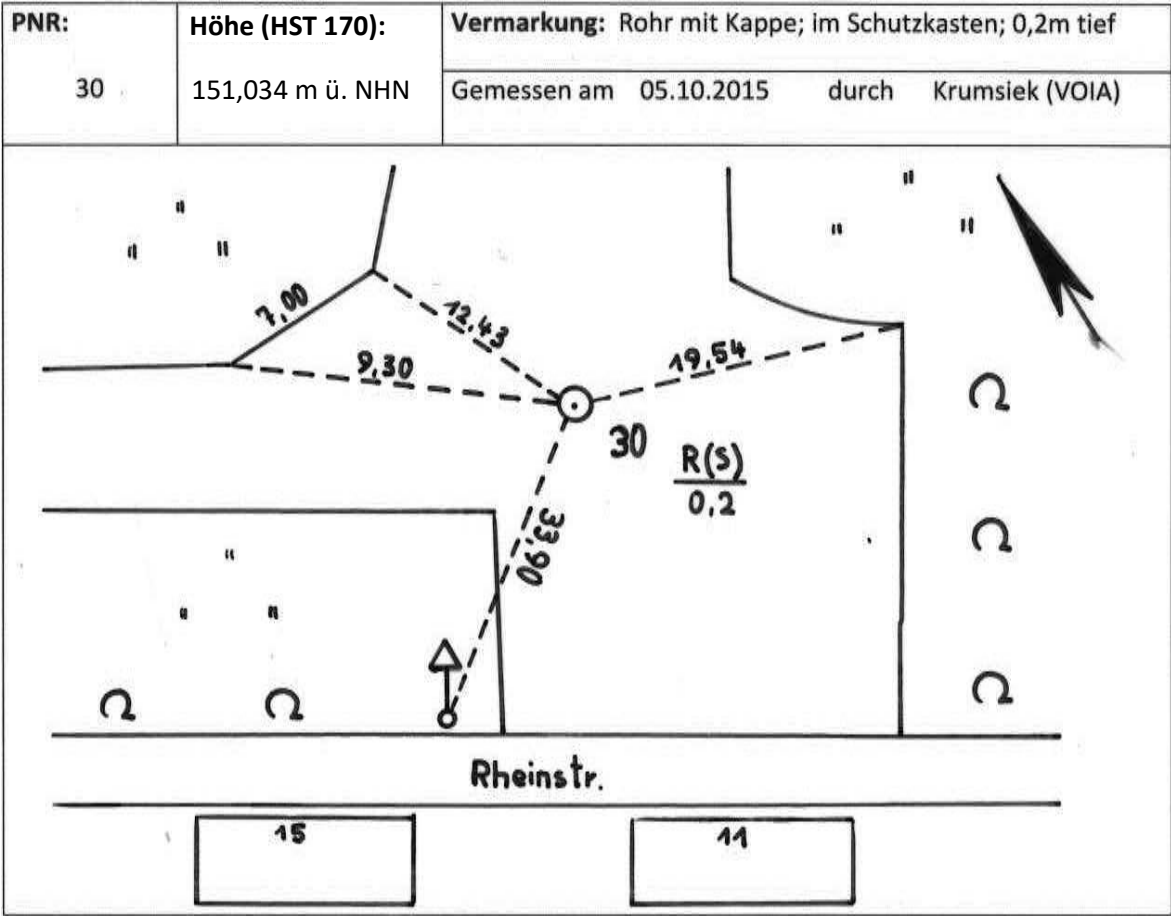 PNR:
30
Höhe (HST 170):
151,034 m ü. NHN
Vermarkung: Rohr mit Kappe; im Schutzkasten; 0,2m tief
Gemessen am 05.10.2015 durch Krumsiek (VOIA)
7,00
12,43
9,30
19,54
30
R(S)
0,2
33,90
Rheinstr.
15
11